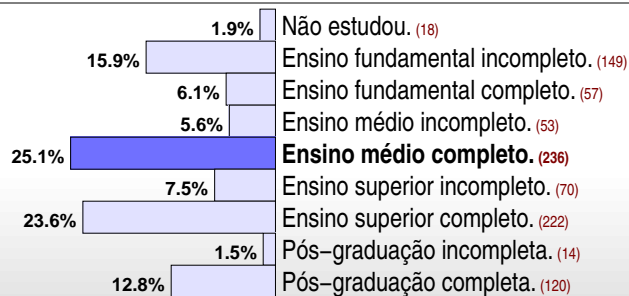 1.9% Não estudou. (18)
15.9% Ensino fundamental incompleto. (149)
6.1% Ensino fundamental completo. (57)
5.6% Ensino médio incompleto. (53)
25.1% Ensino médio completo. (236)
7.5% Ensino superior incompleto. (70)
23.6% Ensino superior completo. (222)
1.5% Pós−graduação incompleta. (14)
12.8% Pós−graduação completa. (120)